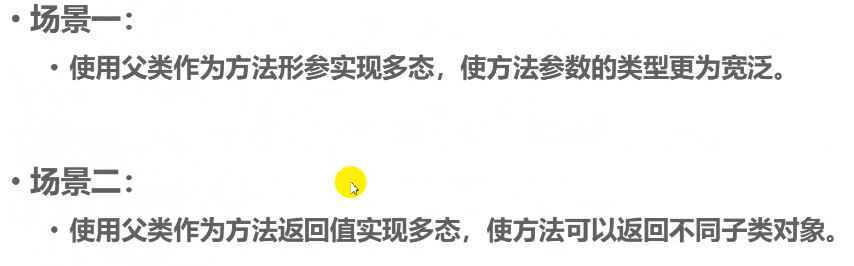 • 场景一：
• 使用父类作为方法形参实现多态，使方法参数的类型更为宽泛。
• 场景二：
• 使用父类作为方法返回值实现多态，使方法可以返回不同子类对象。